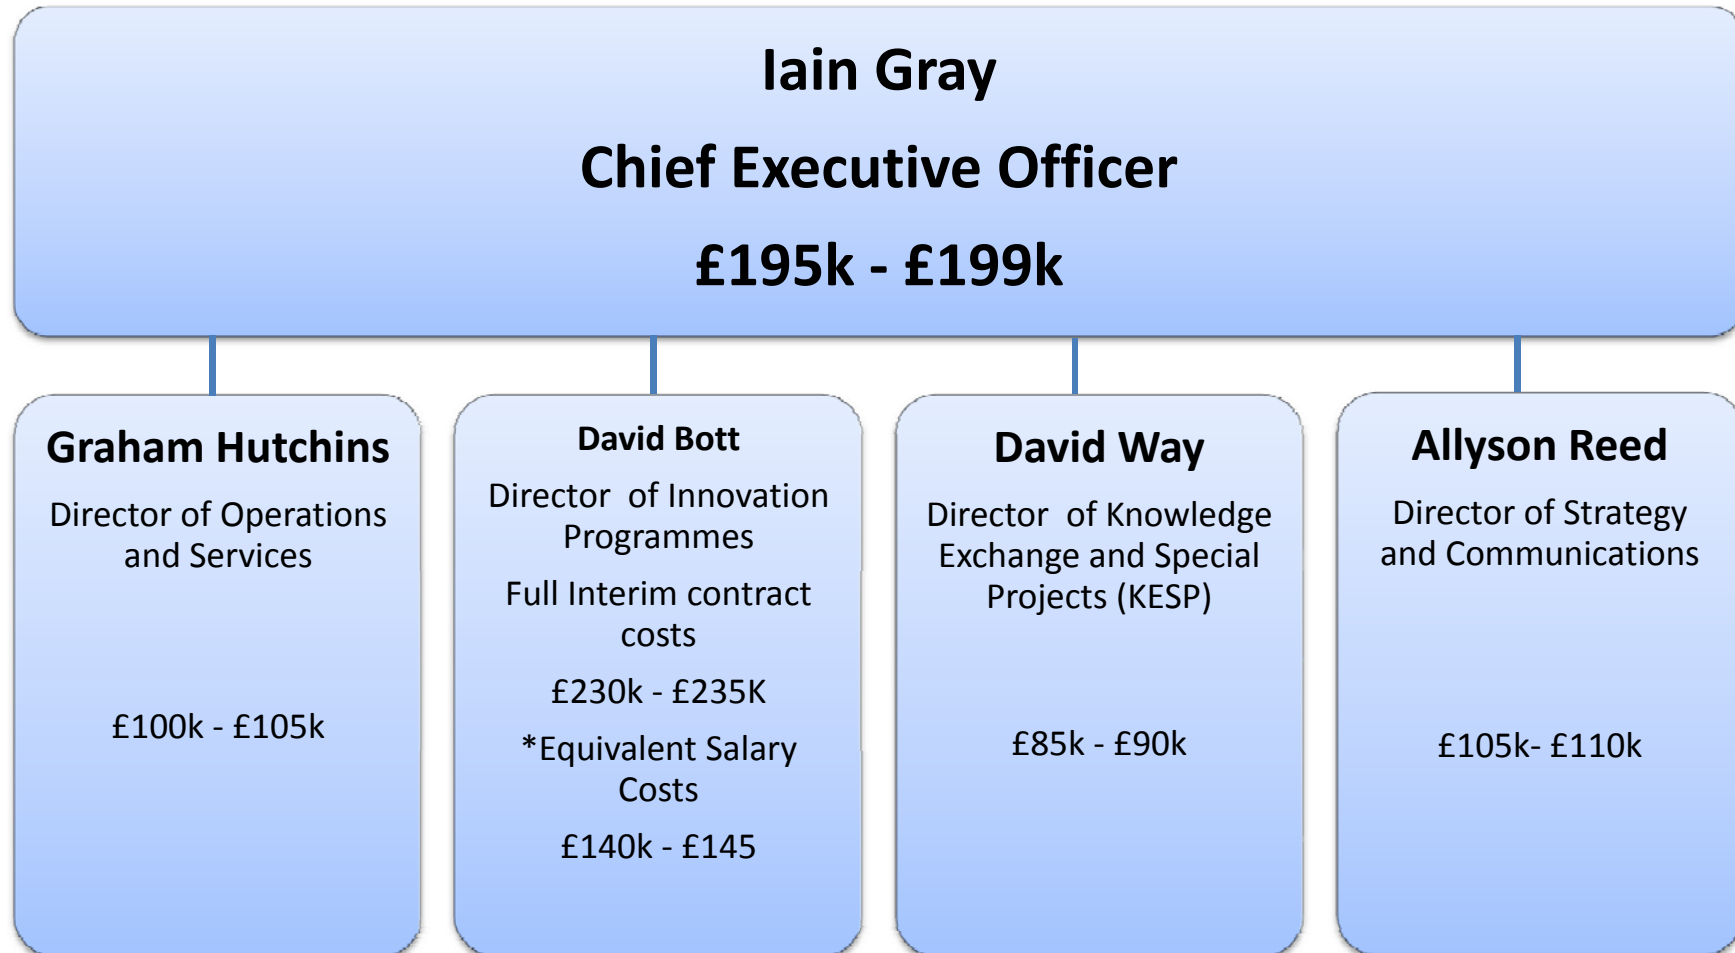 Iain Gray
Chief Executive Officer
£195k - £199k
Graham Hutchins
Director of Operations
and Services
£100k - £105k
David Bott
Director  of Innovation
Programmes
Full Interim contract
costs
£230k - £235K
*Equivalent Salary
Costs
£140k - £145
David Way
Director  of Knowledge
Exchange and Special
Projects (KESP)
£85k - £90k
Allyson Reed
Director of Strategy
and Communications
£105k- £110k